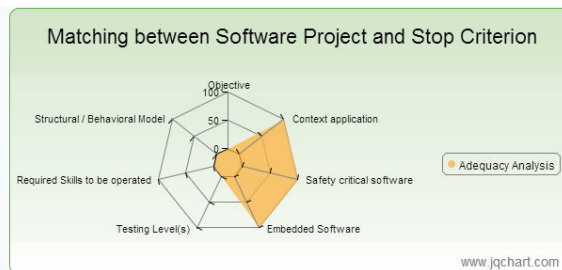 Matching between Software Project and Stop Criterion
Objective
100
50
0
Context application
Safety critical software
Embedded Software
Testing Level(s)
Required Skills to be operated
Structural / Behavioral Model
Adequacy Analysis
www.jqchart.com